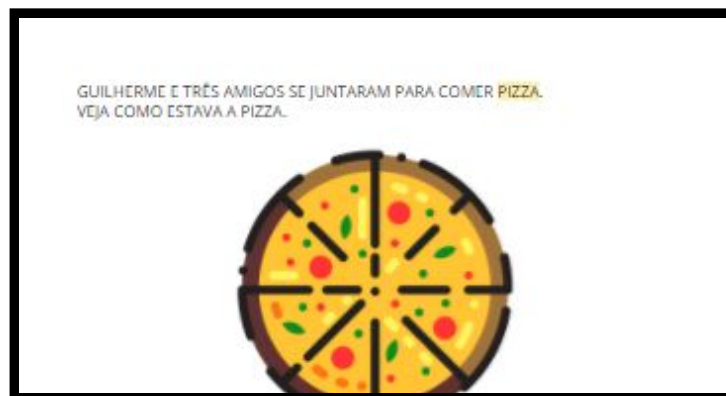 GUILHERME E TRÊS AMIGOS SE JUNTARAM PARA COMER PIZZA.
VEJA COMO ESTAVA A PIZZA.